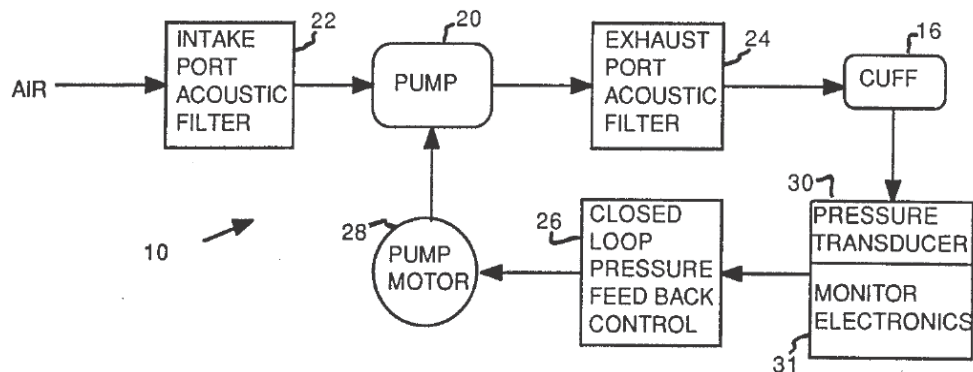 22
20
24
16
INTAKE
PORT
ACOUSTIC
FILTER
AIR
PUMP
EXHAUST
PORT
ACOUSTIC
FILTER
CUFF
30
PRESSURE
TRANSDUCER
MONITOR
ELECTRONICS
31
26
CLOSED
LOOP
PRESSURE
FEED BACK
CONTROL
28
PUMP
MOTOR
10